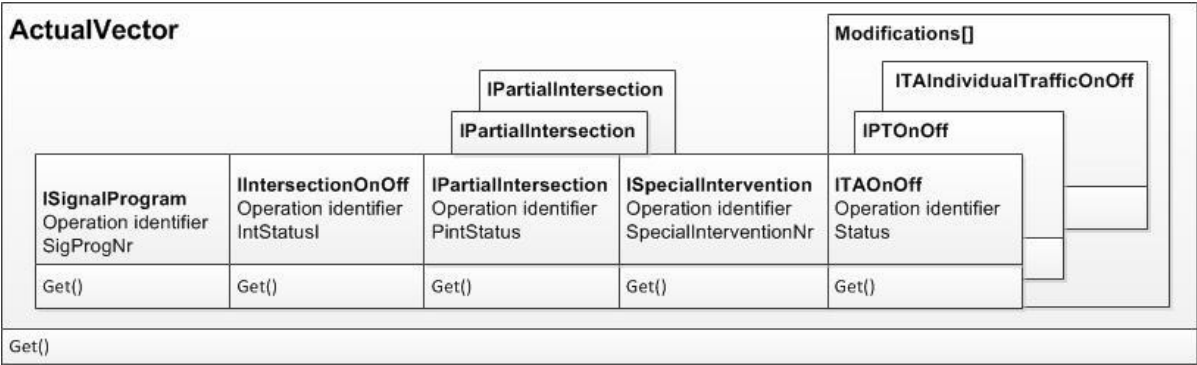 ActualVector
Modifications[]
ITAIndividualTrafficOnOff
IPartialIntersection
IPartialIntersection
IPTOnOff
ISignalProgram
Operation identifier
SigProgNr
IIntersectionOnOff
Operation identifier
IntStatusI
IPartialIntersection
Operation identifier
PintStatus
ISpecialIntervention
Operation identifier
SpecialInterventionNr
ITAOnOff
Operation identifier
Status
Get()
Get()
Get()
Get()
Get()
Get()